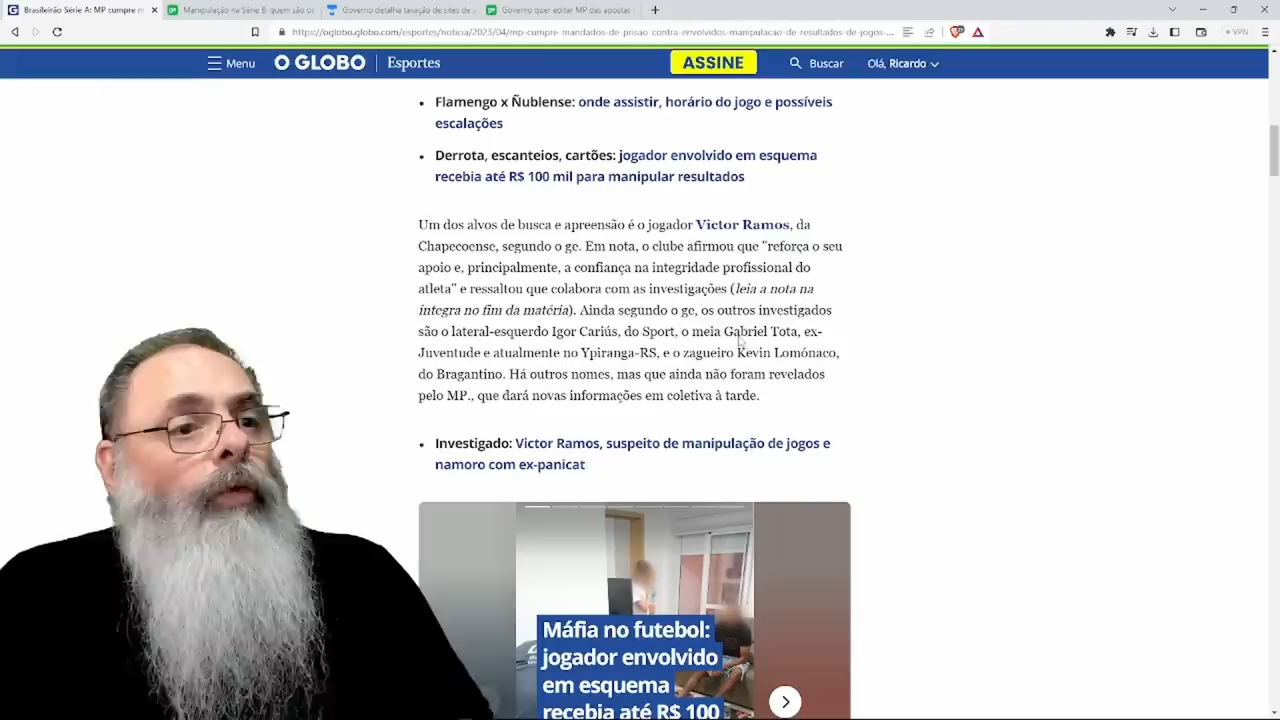 Brasileirão Série A: MP cumpre m
Manipulação na Série B: quem são os
Governo detalha taxação de sites de a
Governo quer editar MP das apostas
https://oglobo.globo.com/esportes/noticia/2023/04/mp-cumpre-mandados-de-prisao-contra-envolvidos-manipulacao-de-resultados-de-jogos-...
VPN
Menu
O GLOBO
Esportes
ASSINE
Buscar
Olá, Ricardo
Flamengo x Ñublense: onde assistir, horário do jogo e possíveis
escalações
Derrota, escanteios, cartões: jogador envolvido em esquema
recebia até R$ 100 mil para manipular resultados
Um dos alvos de busca e apreensão é o jogador Victor Ramos, da
Chapecoense, segundo o ge. Em nota, o clube afirmou que "reforça o seu
apoio e, principalmente, a confiança na integridade profissional do
atleta" e ressaltou que colabora com as investigações (leia a nota na
íntegra no fim da matéria). Ainda segundo o ge, os outros investigados
são o lateral-esquerdo Igor Cariús, do Sport, o meia Gabriel Tota, ex-
Juventude e atualmente no Ypiranga-RS, e o zagueiro Kevin Lomónaco,
do Bragantino. Há outros nomes, mas que ainda não foram revelados
pelo MP., que dará novas informações em coletiva à tarde.
Investigado: Victor Ramos, suspeito de manipulação de jogos e
namoro com ex-panicat
Máfia no futebol:
jogador envolvido
em esquema
recebia até R$ 100